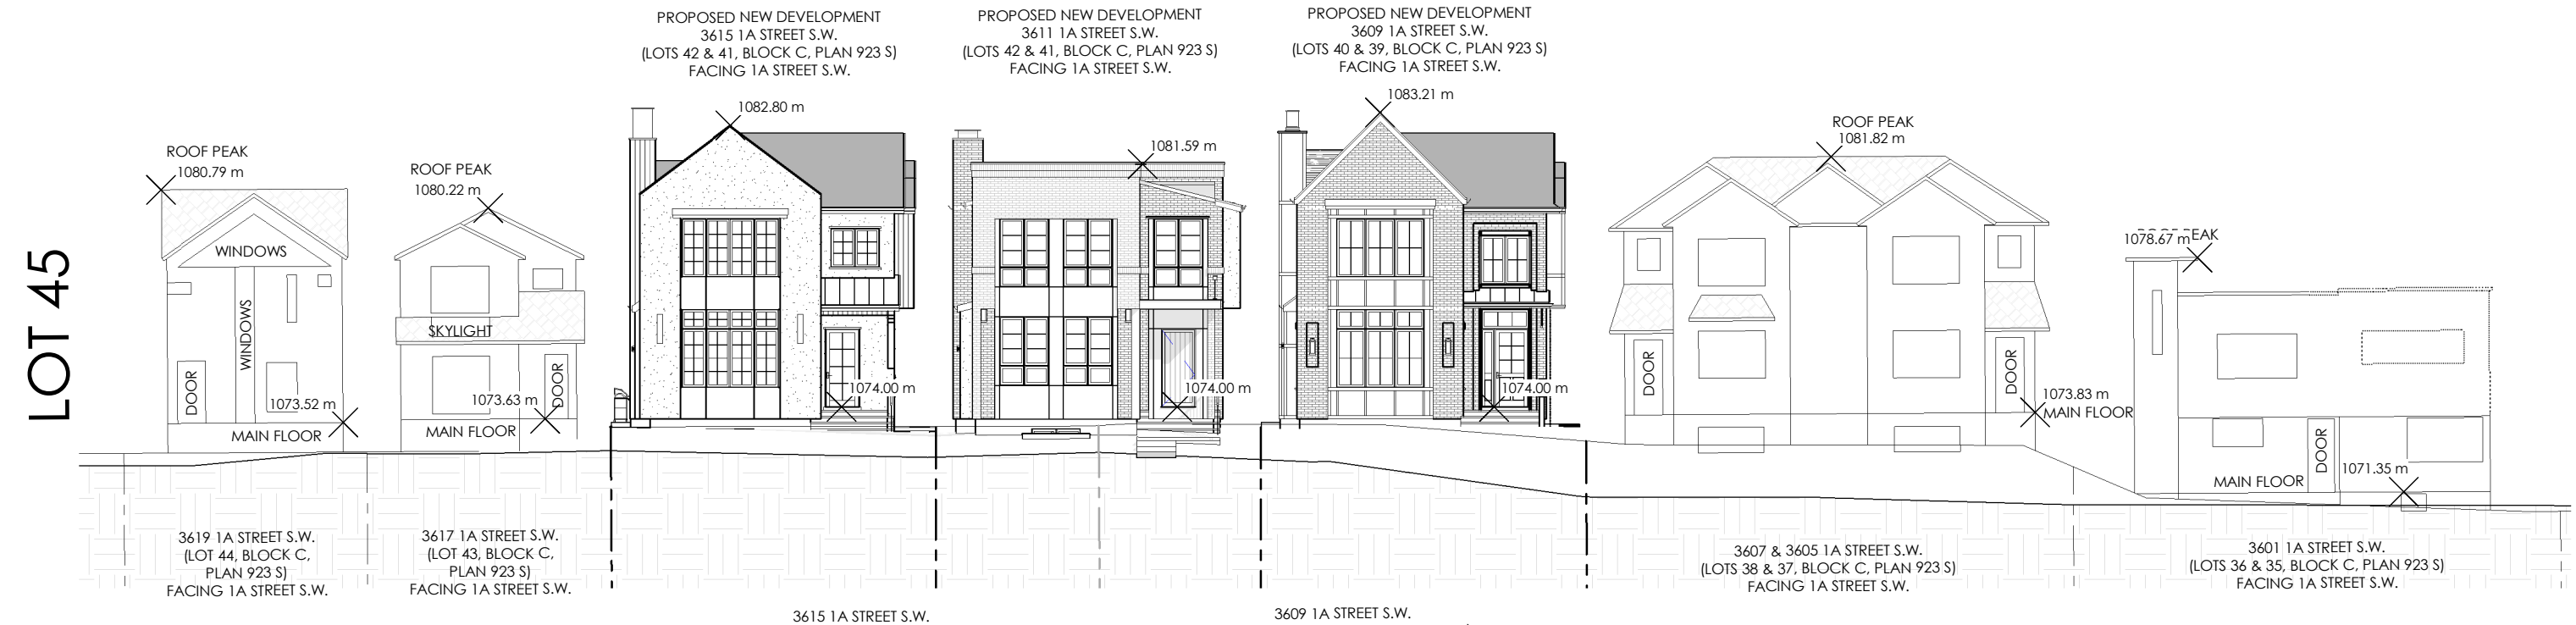 LOT 45
PROPOSED NEW DEVELOPMENT
3615 1A STREET S.W.
(LOTS 42 & 41, BLOCK C, PLAN 923 S)
FACING 1A STREET S.W.
PROPOSED NEW DEVELOPMENT
3611 1A STREET S.W.
(LOTS 42 & 41, BLOCK C, PLAN 923 S)
FACING 1A STREET S.W.
PROPOSED NEW DEVELOPMENT
3609 1A STREET S.W.
(LOTS 40 & 39, BLOCK C, PLAN 923 S)
FACING 1A STREET S.W.
ROOF PEAK
1080.79 m
WINDOWS
WINDOWS
DOOR
1073.52 m
MAIN FLOOR
ROOF PEAK
1080.22 m
SKYLIGHT
DOOR
1073.63 m
MAIN FLOOR
1082.80 m
1074.00 m
1081.59 m
1074.00 m
1083.21 m
1074.00 m
ROOF PEAK
1081.82 m
DOOR
DOOR
1073.83 m
MAIN FLOOR
1078.67 m
DOOR
MAIN FLOOR
1071.35 m
3619 1A STREET S.W.
(LOT 44, BLOCK C,
PLAN 923 S)
FACING 1A STREET S.W.
3617 1A STREET S.W.
(LOT 43, BLOCK C,
PLAN 923 S)
FACING 1A STREET S.W.
3607 & 3605 1A STREET S.W.
(LOTS 38 & 37, BLOCK C, PLAN 923 S)
FACING 1A STREET S.W.
3601 1A STREET S.W.
(LOTS 36 & 35, BLOCK C, PLAN 923 S)
FACING 1A STREET S.W.
3615 1A STREET S.W.
3609 1A STREET S.W.